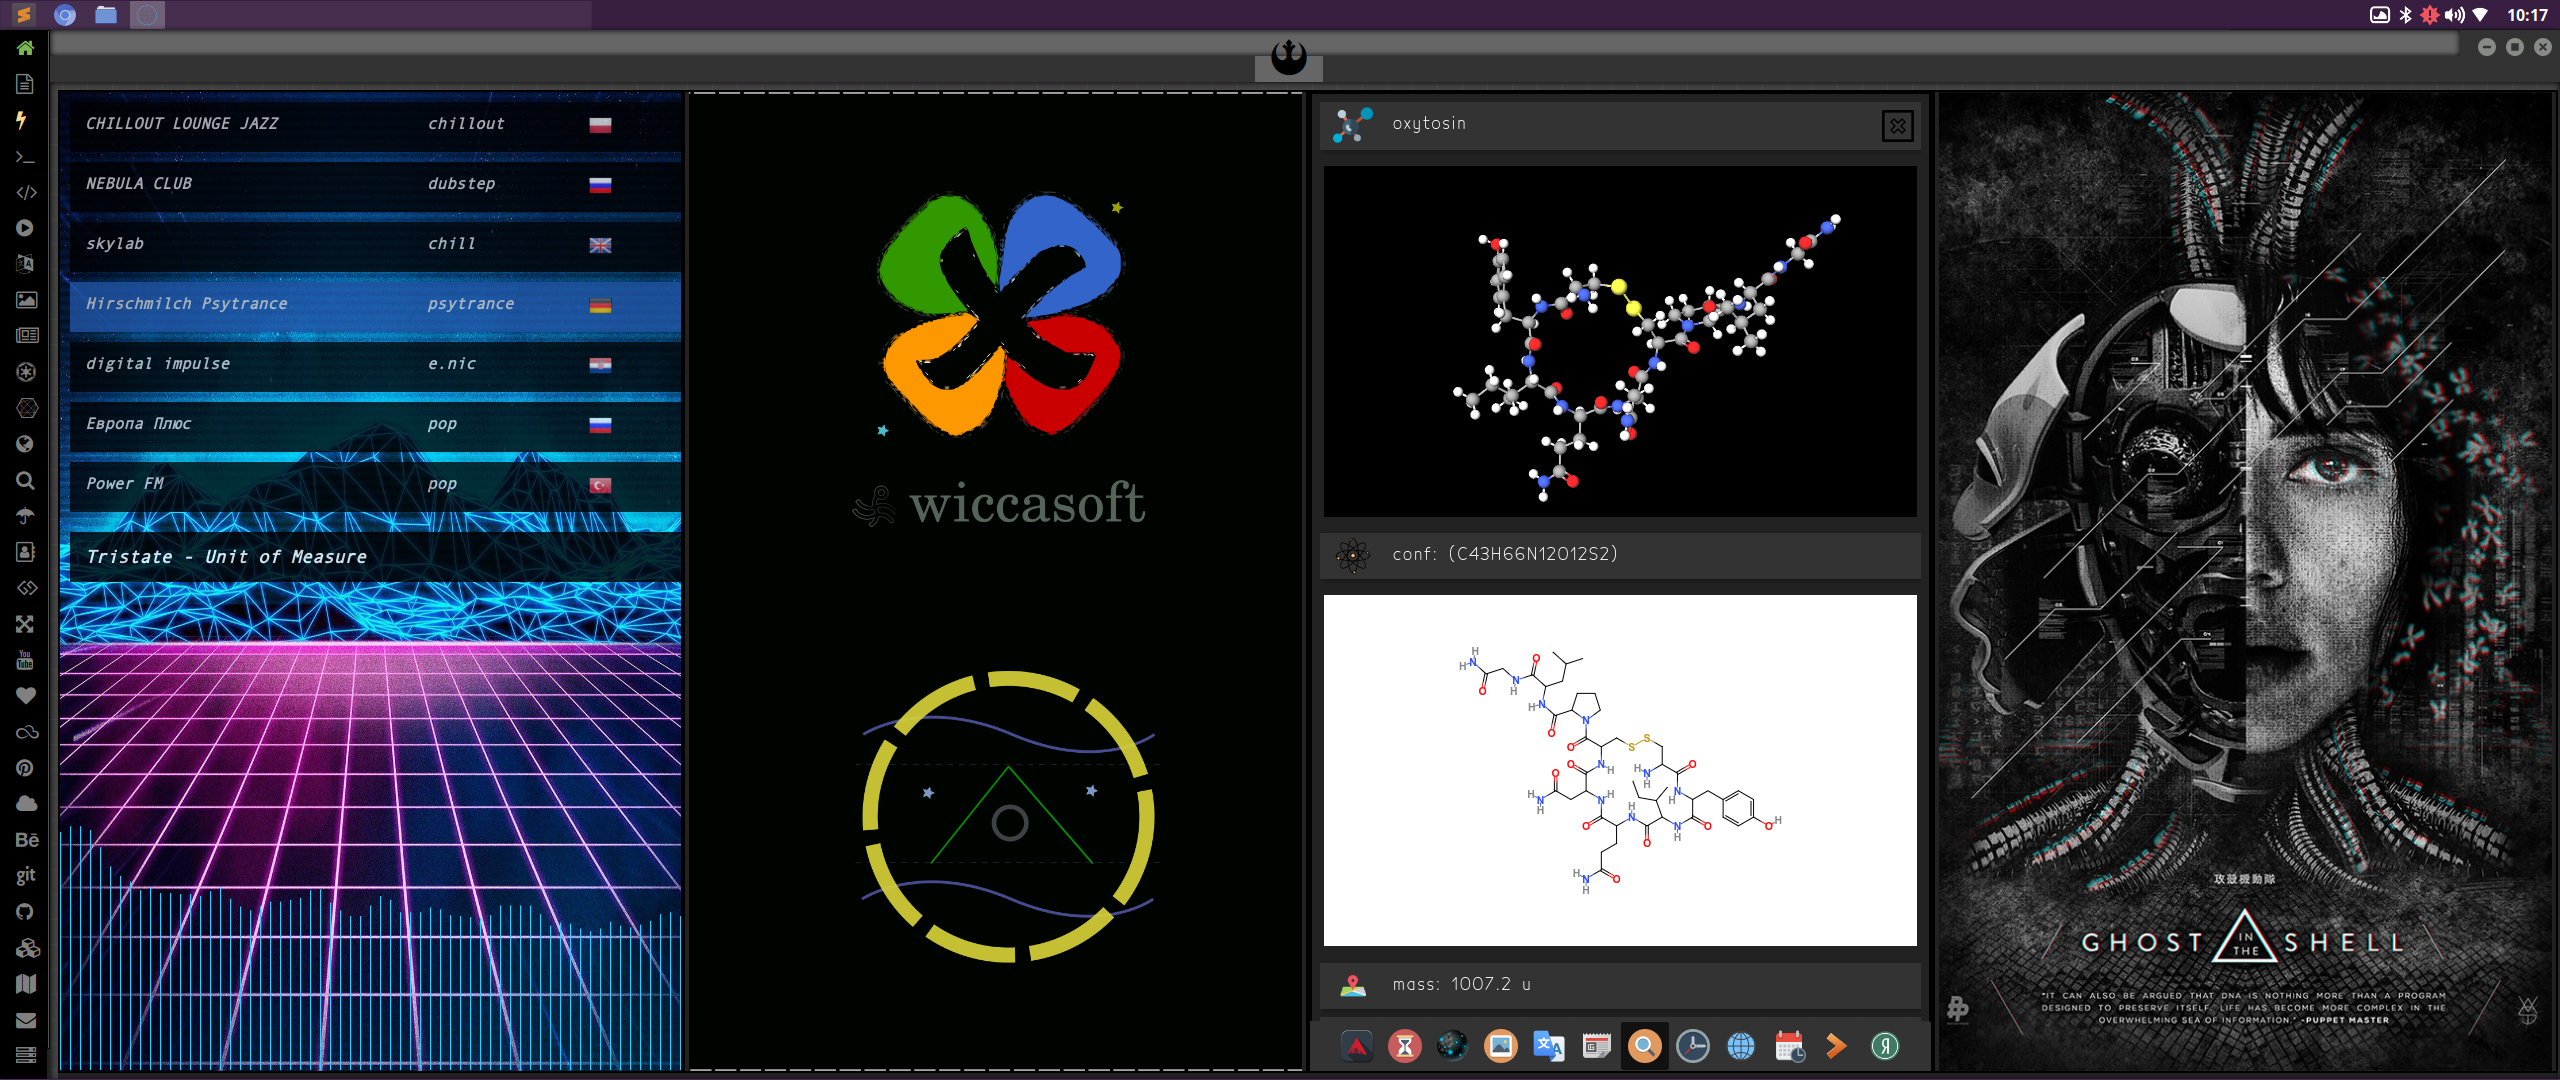 10:17
CHILLOUT LOUNGE JAZZ chillout
NEBULA CLUB dubstep
skylab chill
Hirschmilch Psytrance psytrance
digital impulse e.nic
Европа Плюс pop
Power FM pop
Tristate - Unit of Measure
You
Tube
Bē
git
wiccasoft
oxytosin
conf: (C43H66N12O12S2)
mass: 1007.2 u
攻殻機動隊
GHOST IN THE SHELL
"IT CAN ALSO BE ARGUED THAT DNA IS NOTHING MORE THAN A PROGRAM
DESIGNED TO PRESERVE ITSELF. LIFE HAS BECOME MORE COMPLEX IN THE
OVERWHELMING SEA OF INFORMATION." -PUPPET MASTER